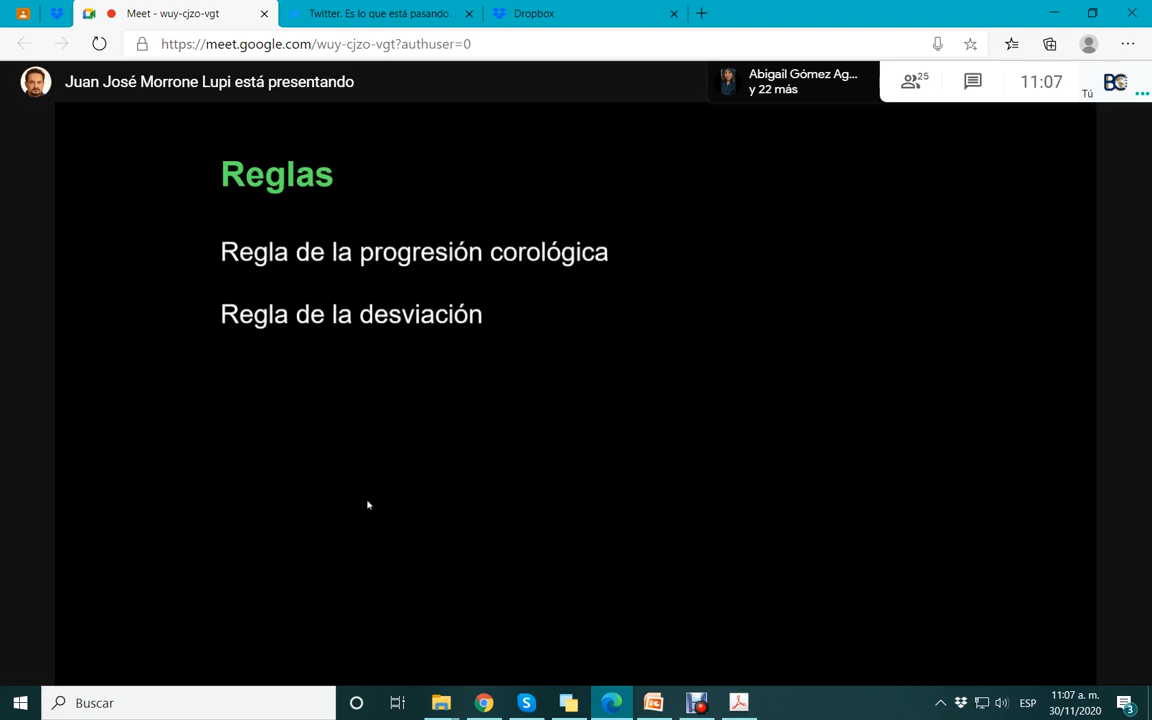 Meet - wuy-cjzo-vgt
Twitter. Es lo que está pasando.
Dropbox
https://meet.google.com/wuy-cjzo-vgt?authuser=0
Juan José Morrone Lupi está presentando
Abigail Gómez Ag...
y 22 más
25
11:07
Tú
BC
Reglas
Regla de la progresión corológica
Regla de la desviación
Buscar
ESP
11:07 a. m.
30/11/2020
3